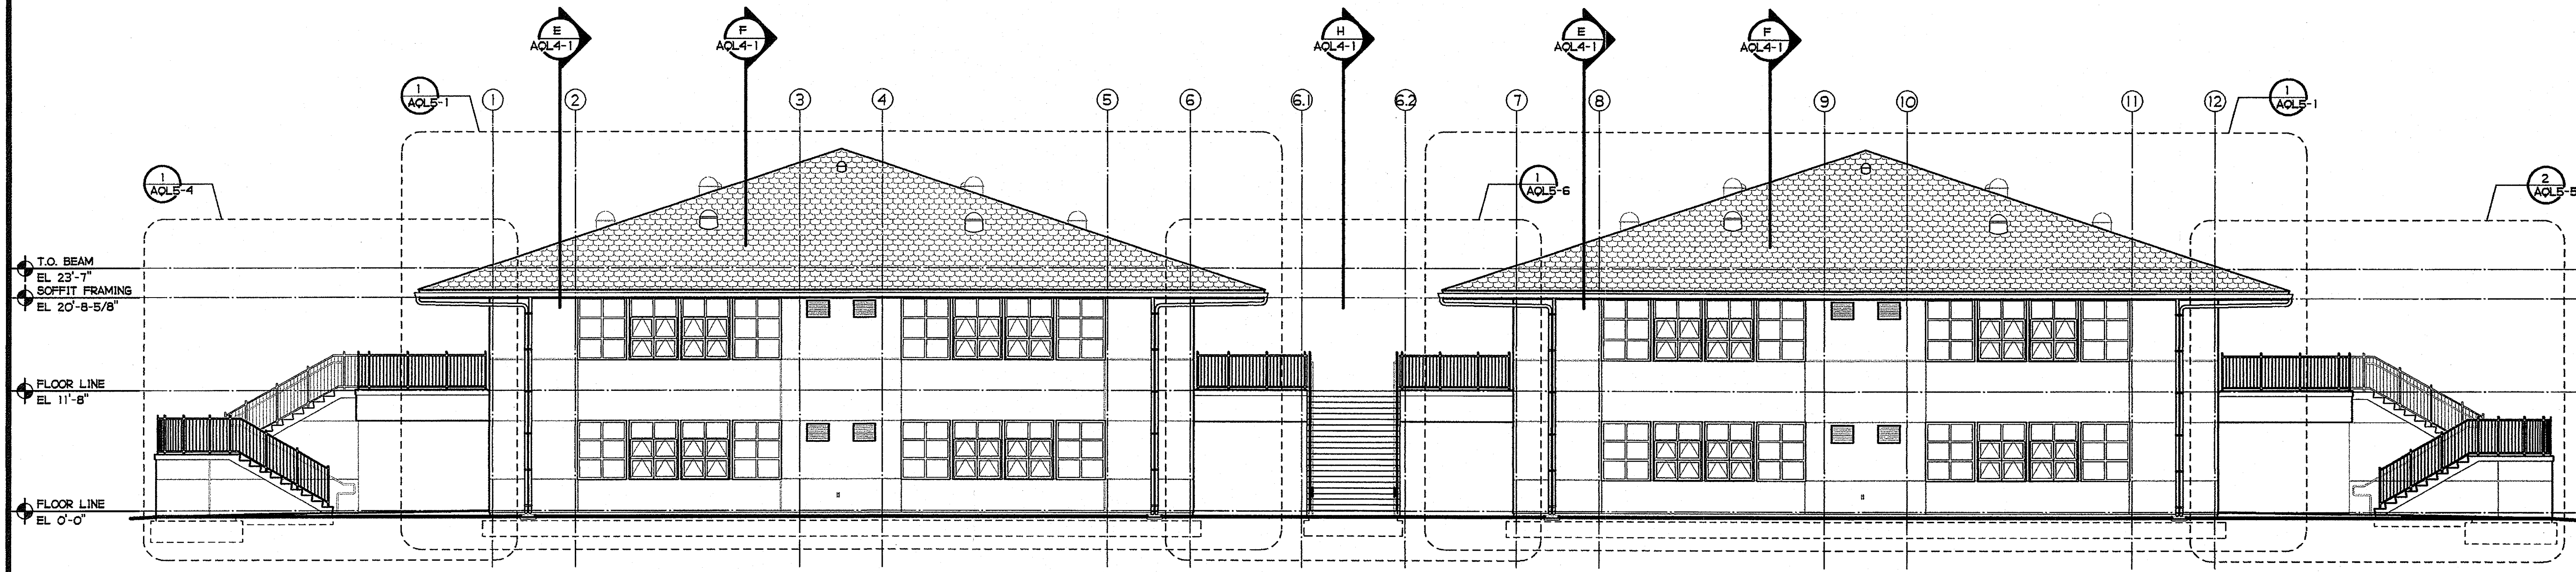 E
AQL4-1
F
AQL4-1
H
AQL4-1
E
AQL4-1
F
AQL4-1
1
AQL5-1
1
2
3
4
5
6
6.1
6.2
7
8
9
10
11
12
1
AQL5-1
1
AQL5-4
1
AQL5-6
2
AQL5-5
T.O. BEAM
EL 23'-7"
SOFFIT FRAMING
EL 20'-8-5/8"
FLOOR LINE
EL 11'-8"
FLOOR LINE
EL 0'-0"